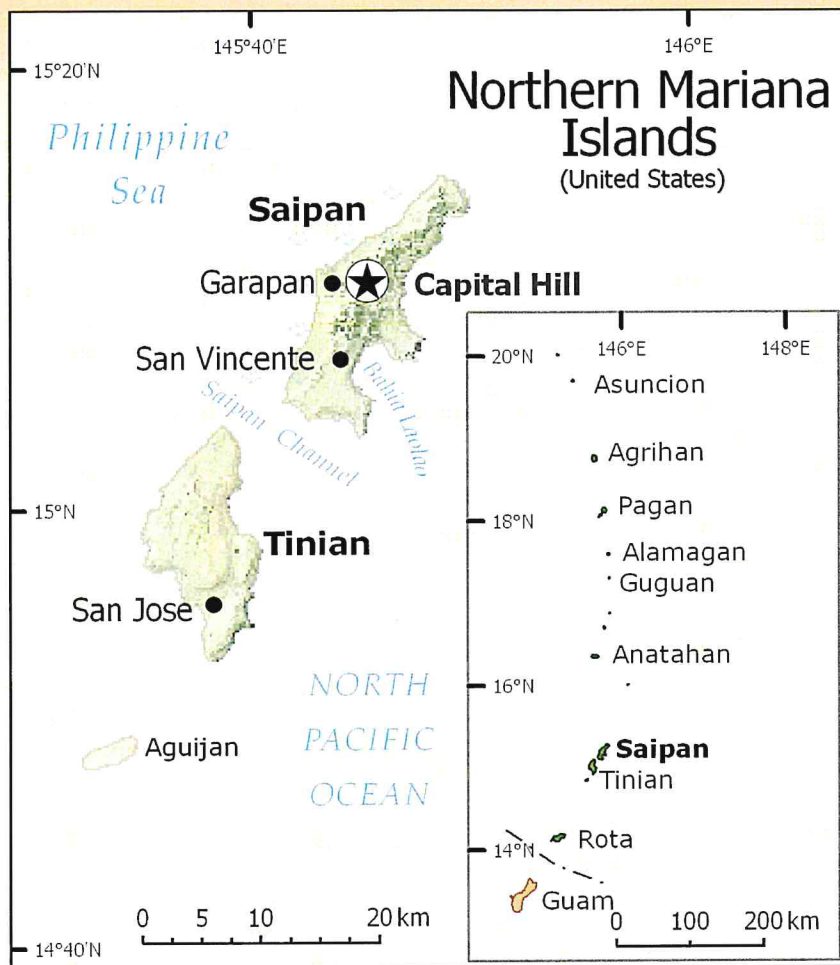 145°40'E
146°E
15°20'N
Northern Mariana
Islands
(United States)
Philippine
Sea
Saipan
Garapan
Capital Hill
San Vincente
Bahia Laolao
Saipan Channel
15°N
Tinian
San Jose
NORTH
PACIFIC
OCEAN
Aguijan
0 5 10 20 km
14°40'N
146°E
148°E
20°N
Asuncion
Agrihan
18°N
Pagan
Alamagan
Guguan
Anatahan
16°N
Saipan
Tinian
Rota
14°N
Guam
0 100 200 km